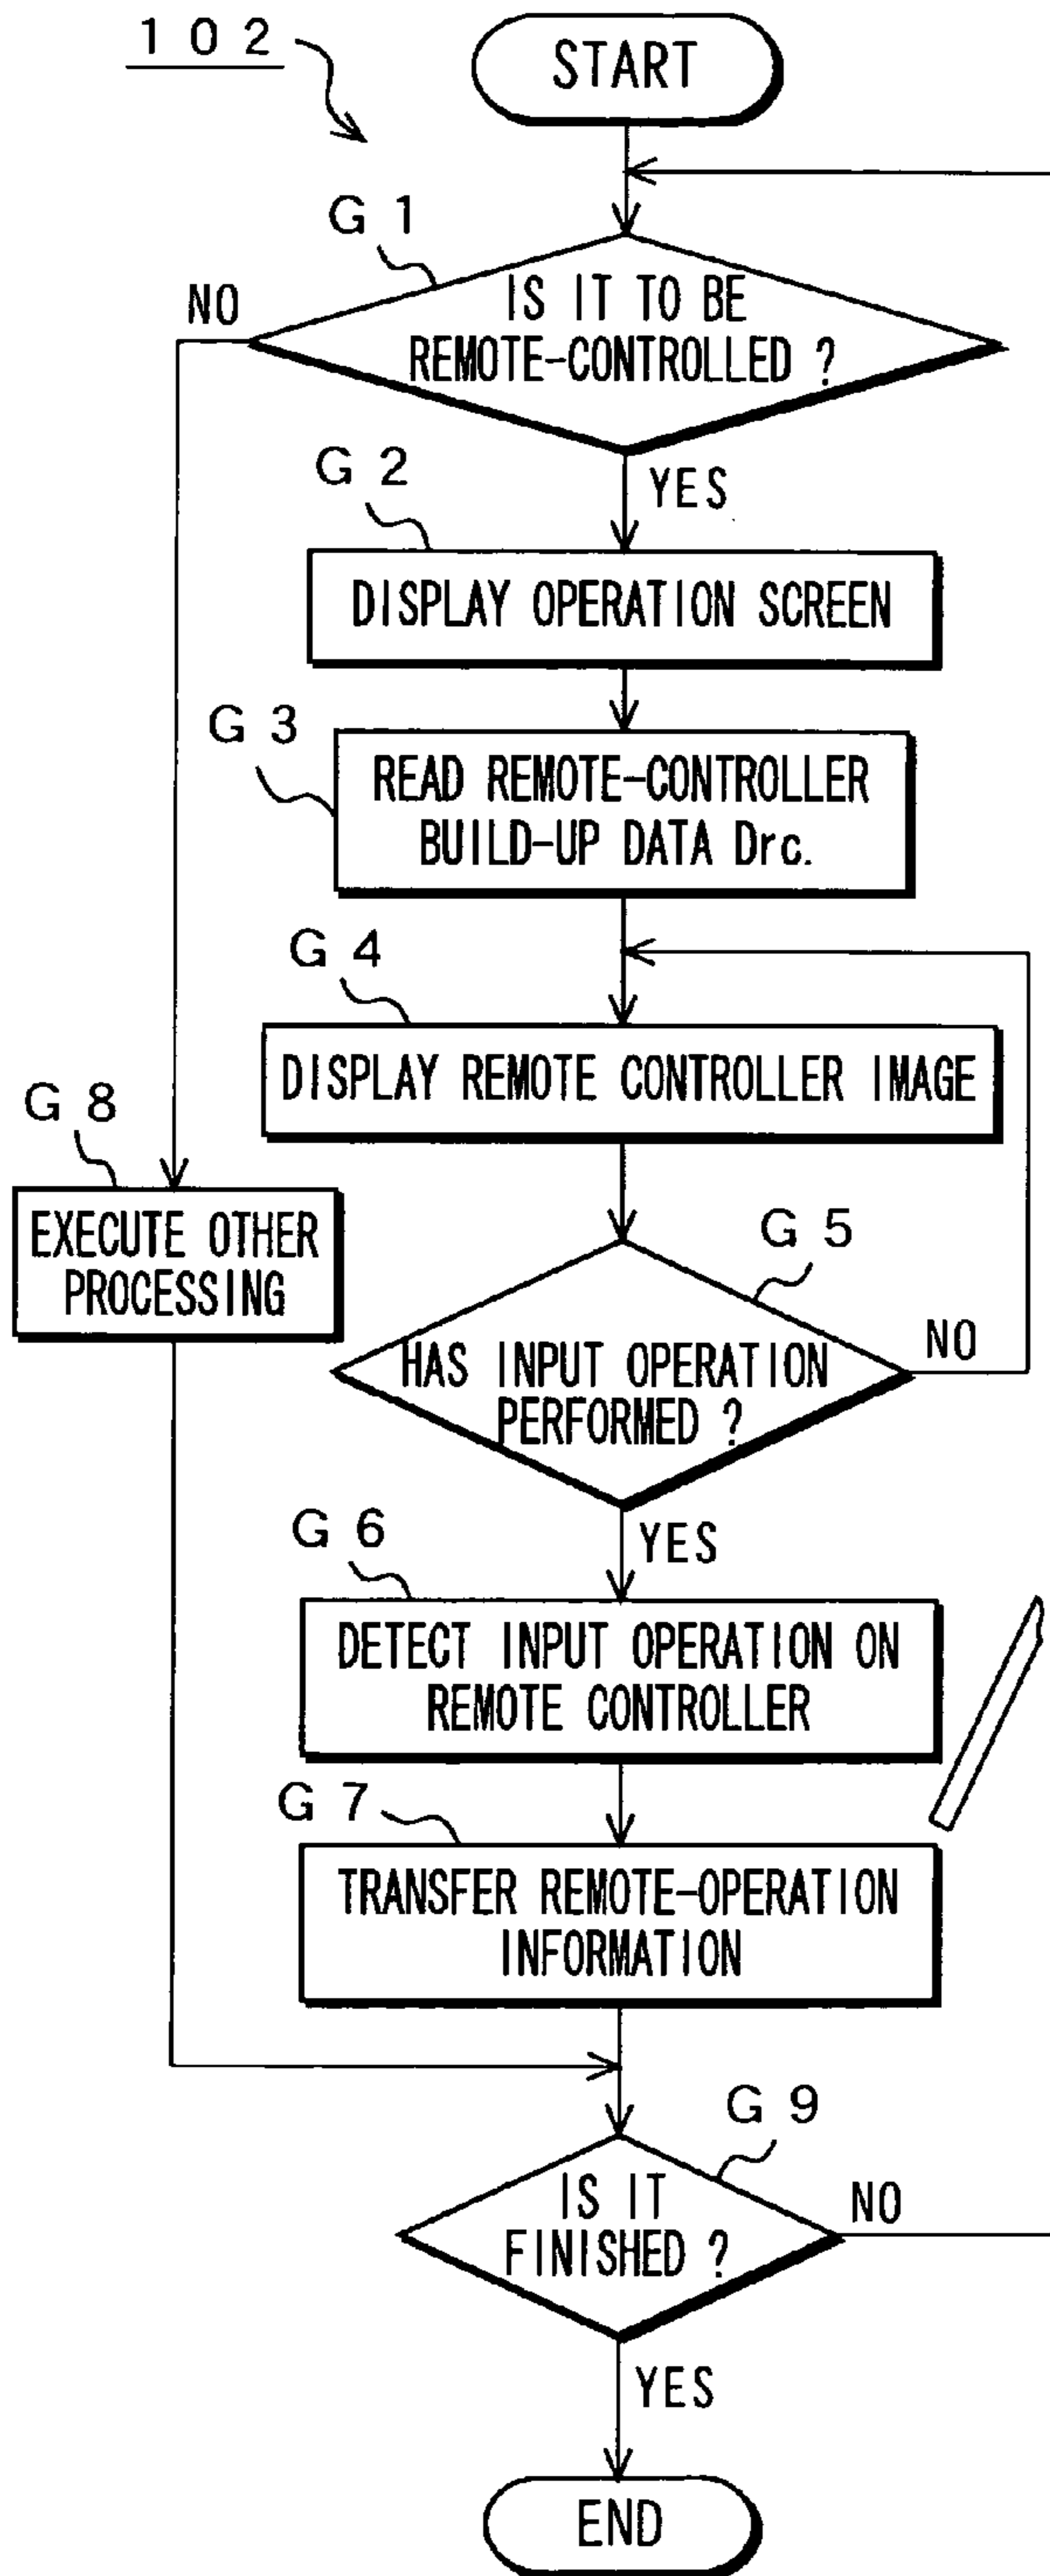 102
START
G1
IS IT TO BE
REMOTE-CONTROLLED ?
NO
YES
G2
DISPLAY OPERATION SCREEN
G3
READ REMOTE-CONTROLLER
BUILD-UP DATA Drc.
G4
DISPLAY REMOTE CONTROLLER IMAGE
G8
EXECUTE OTHER
PROCESSING
G5
HAS INPUT OPERATION
PERFORMED ?
NO
YES
G6
DETECT INPUT OPERATION ON
REMOTE CONTROLLER
G7
TRANSFER REMOTE-OPERATION
INFORMATION
G9
IS IT
FINISHED ?
NO
YES
END